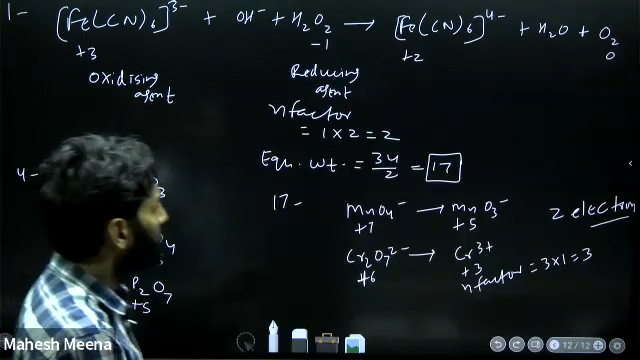 1- [Fe(CN)6]3- + OH- + H2O2 → [Fe(CN)6]4- + H2O + O2
+3 -1 +2 0
Oxidising agent
Reducing agent
n factor
= 1 × 2 = 2
Equ. wt. = 34/2 = 17
4-
17- MnO4- → MnO3- 2 electron
+7 +5
Cr2O7 2- → Cr3+
+6 +3
n factor = 3×1 = 3
P2O7
+5
12 / 12
Mahesh Meena